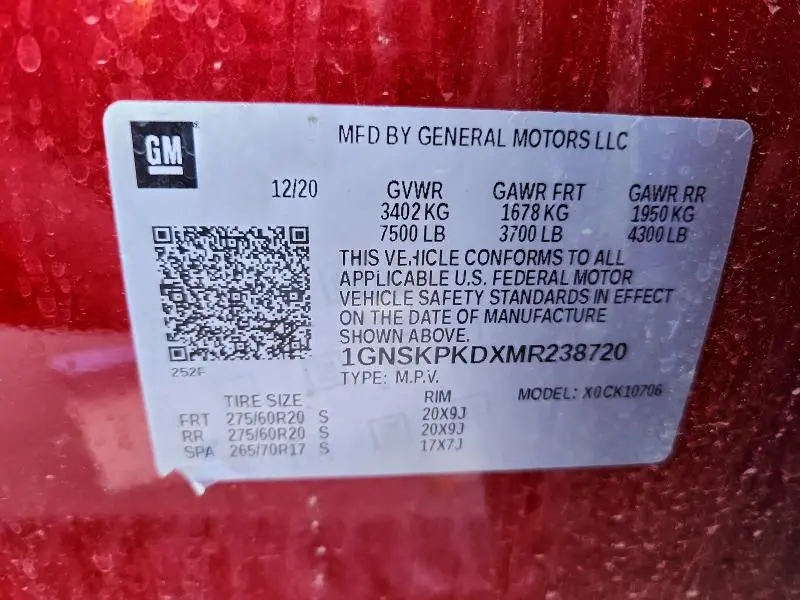 GM
MFD BY GENERAL MOTORS LLC
12/20 GVWR GAWR FRT GAWR RR
3402 KG 1678 KG 1950 KG
7500 LB 3700 LB 4300 LB
THIS VEHICLE CONFORMS TO ALL
APPLICABLE U.S. FEDERAL MOTOR
VEHICLE SAFETY STANDARDS IN EFFECT
ON THE DATE OF MANUFACTURE
SHOWN ABOVE.
1GNSKPKDXMR238720
252F
TYPE: M.P.V. MODEL: X0CK10706
TIRE SIZE RIM
FRT 275/60R20 S 20X9J
RR 275/60R20 S 20X9J
SPA 265/70R17 S 17X7J